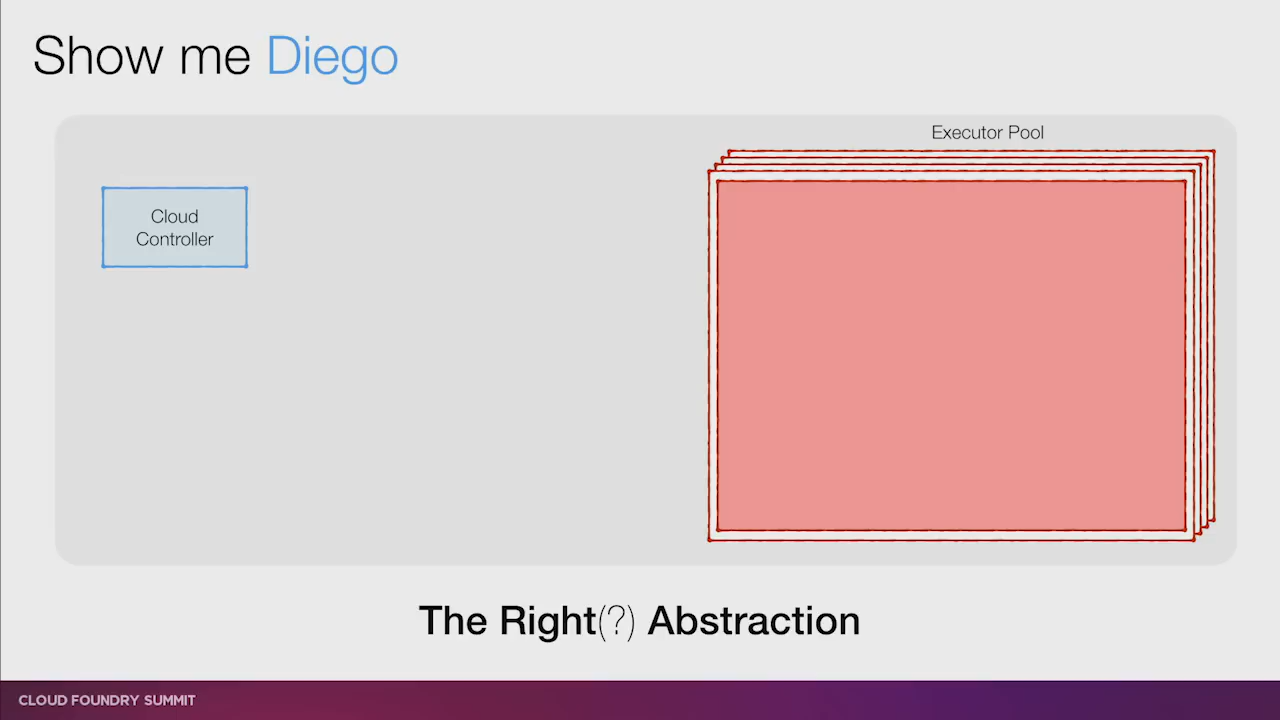 Show me Diego
Executor Pool
Cloud
Controller
The Right(?) Abstraction
CLOUD FOUNDRY SUMMIT